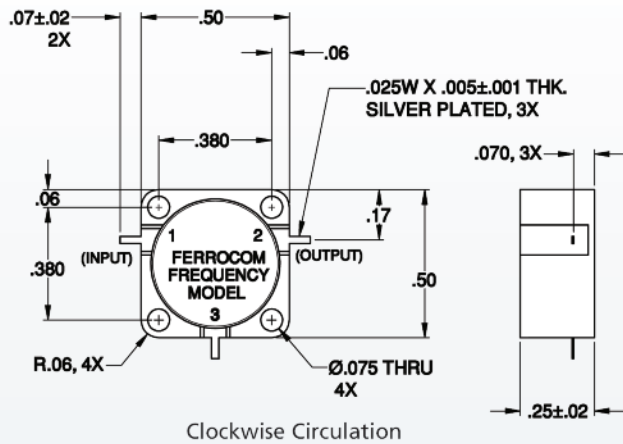 .07±.02
2X
.50
.06
.025W X .005±.001 THK.
SILVER PLATED, 3X
.380
.070, 3X
.06
.17
1
2
(INPUT)
(OUTPUT)
FERROCOM
FREQUENCY
MODEL
3
.380
.50
R.06, 4X
Ø.075 THRU
4X
.25±.02
Clockwise Circulation